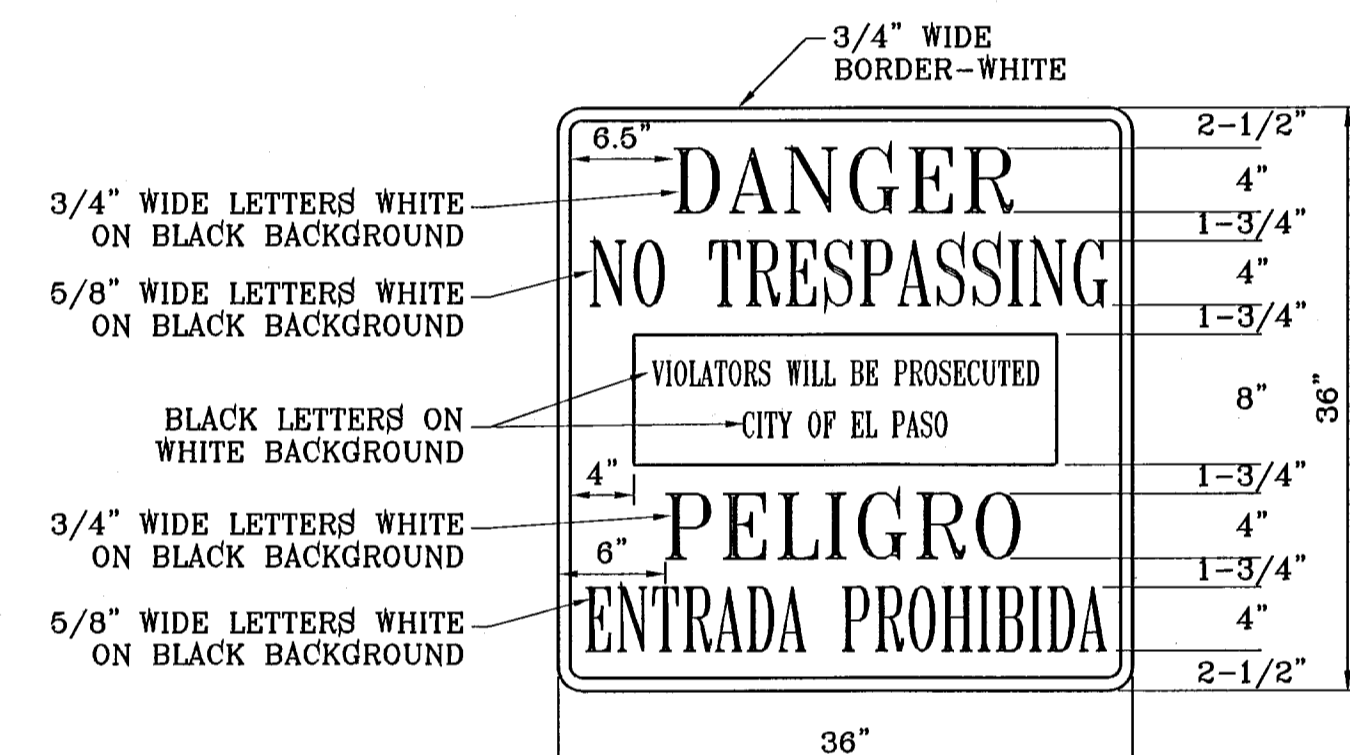 3/4" WIDE
BORDER-WHITE
2-1/2"
6.5"
DANGER
4"
3/4" WIDE LETTERS WHITE
ON BLACK BACKGROUND
1-3/4"
NO TRESPASSING
4"
5/8" WIDE LETTERS WHITE
ON BLACK BACKGROUND
1-3/4"
VIOLATORS WILL BE PROSECUTED
CITY OF EL PASO
8"
36"
BLACK LETTERS ON
WHITE BACKGROUND
4"
1-3/4"
PELIGRO
4"
3/4" WIDE LETTERS WHITE
ON BLACK BACKGROUND
6"
1-3/4"
ENTRADA PROHIBIDA
4"
5/8" WIDE LETTERS WHITE
ON BLACK BACKGROUND
2-1/2"
36"